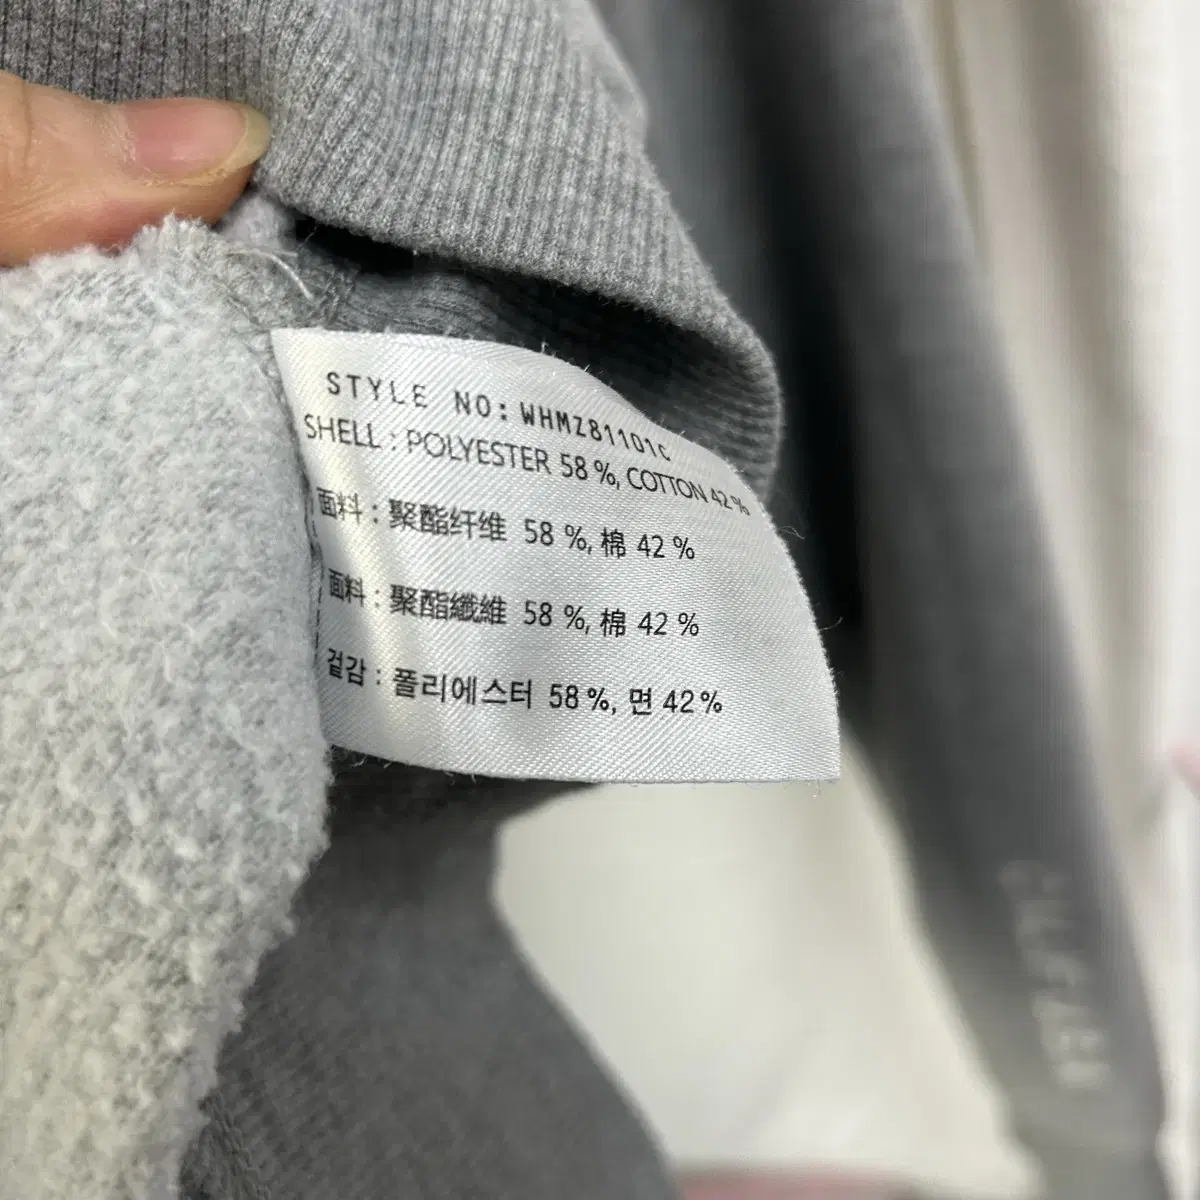 STYLE NO: WHMZ81101C
SHELL : POLYESTER 58 %, COTTON 42 %
面料 : 聚酯纤维 58 %, 棉 42 %
面料 : 聚酯纖維 58 %, 棉 42 %
겉감 : 폴리에스터 58 %, 면 42 %